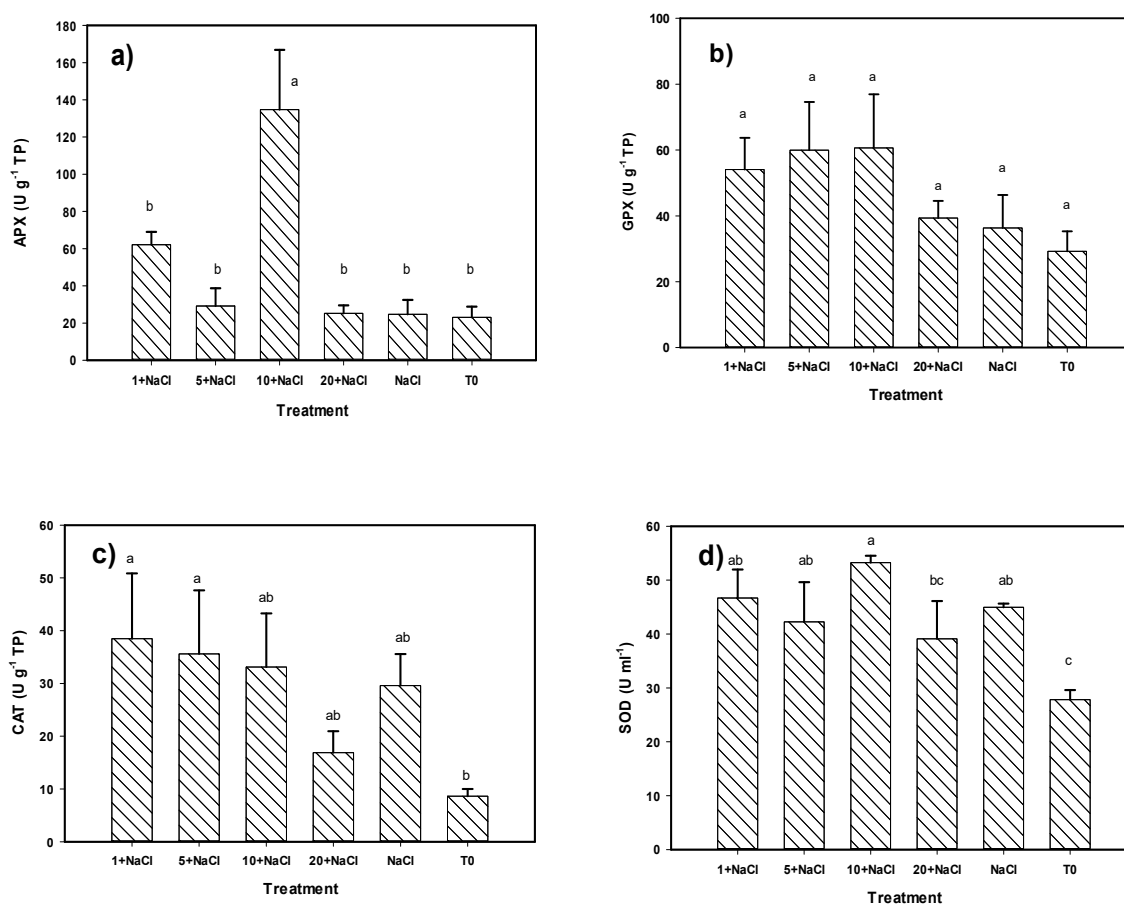 a)
APX (U g⁻¹ TP)
180
160
140
120
100
80
60
40
20
0
b b a b b b
1+NaCl 5+NaCl 10+NaCl 20+NaCl NaCl T0
Treatment
b)
GPX (U g⁻¹ TP)
100
80
60
40
20
0
a a a a a a
1+NaCl 5+NaCl 10+NaCl 20+NaCl NaCl T0
Treatment
c)
CAT (U g⁻¹ TP)
60
50
40
30
20
10
0
a a ab ab ab b
1+NaCl 5+NaCl 10+NaCl 20+NaCl NaCl T0
Treatment
d)
SOD (U ml⁻¹)
60
50
40
30
20
10
0
ab ab a bc ab c
1+NaCl 5+NaCl 10+NaCl 20+NaCl NaCl T0
Treatment